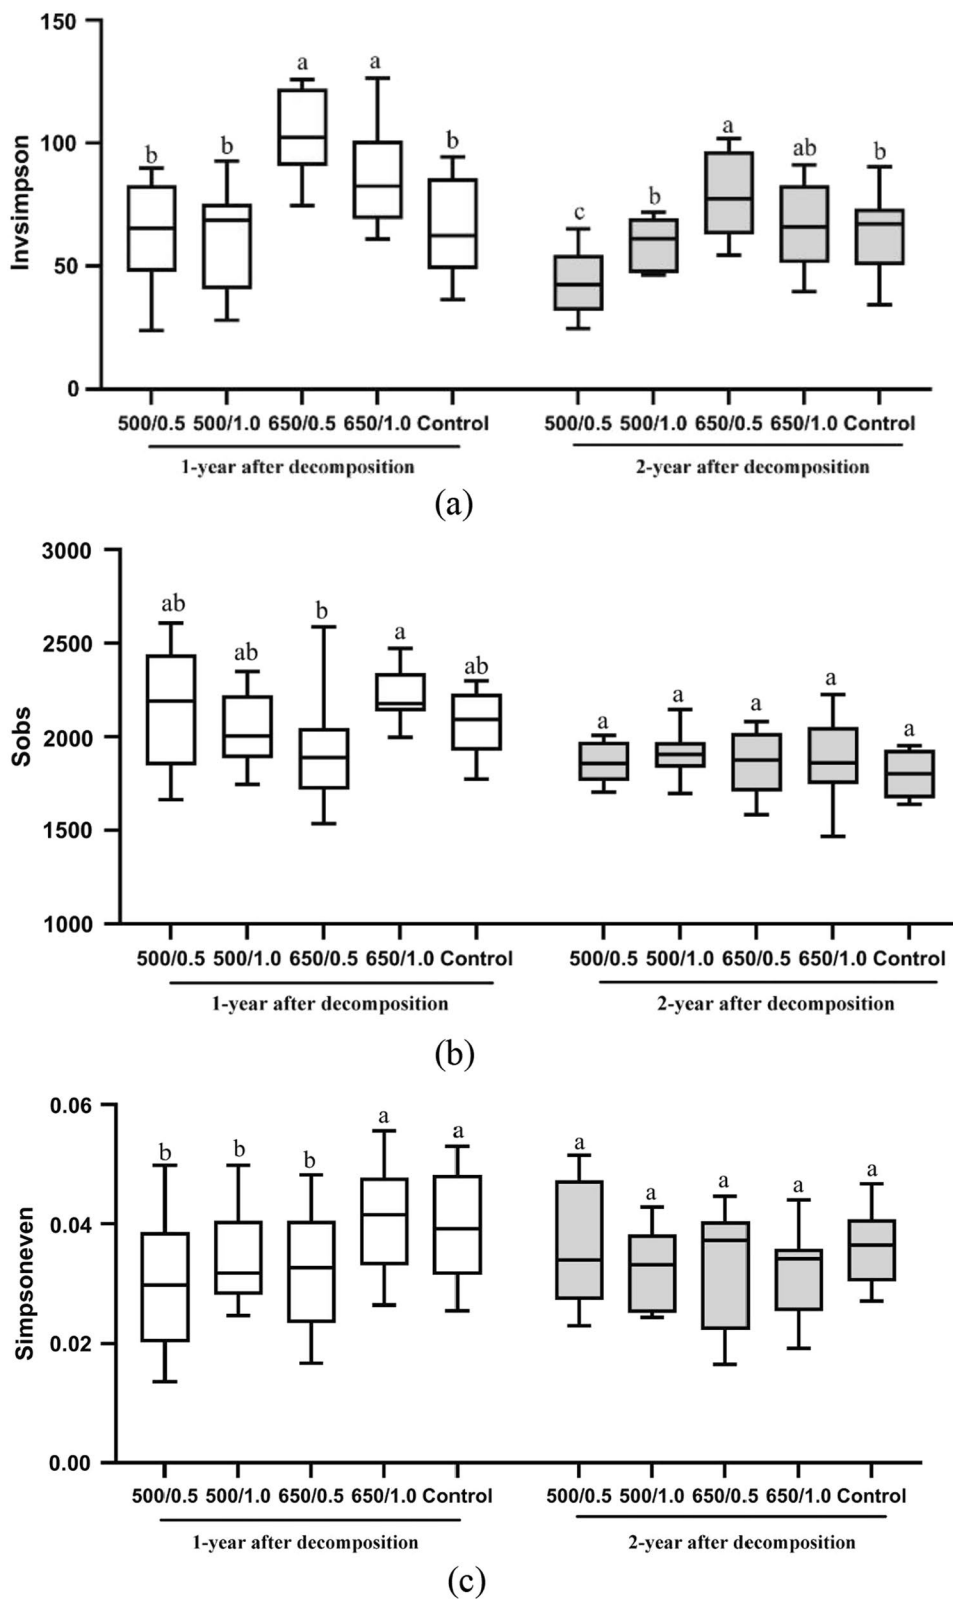 150
a
a
b
b
b
a
ab
b
b
c
100
Invsimpson
50
0
500/0.5 500/1.0 650/0.5 650/1.0 Control
500/0.5 500/1.0 650/0.5 650/1.0 Control
1-year after decomposition
2-year after decomposition
(a)
3000
ab
b
a
ab
ab
2500
a
a
a
a
a
Sobs
2000
1500
1000
500/0.5 500/1.0 650/0.5 650/1.0 Control
500/0.5 500/1.0 650/0.5 650/1.0 Control
1-year after decomposition
2-year after decomposition
(b)
0.06
b
b
b
a
a
a
a
a
a
a
0.04
Simpsoneven
0.02
0.00
500/0.5 500/1.0 650/0.5 650/1.0 Control
500/0.5 500/1.0 650/0.5 650/1.0 Control
1-year after decomposition
2-year after decomposition
(c)